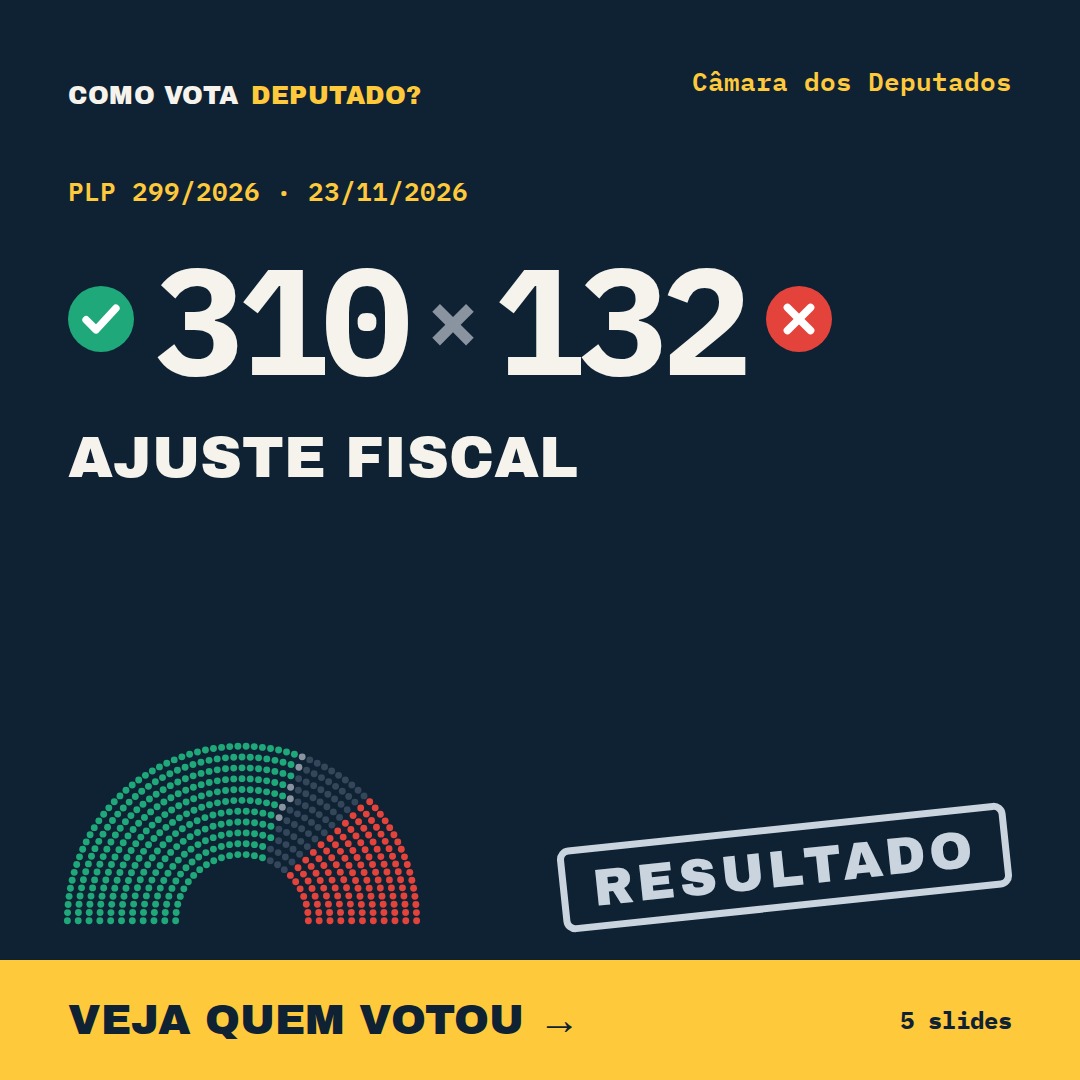 COMO VOTA DEPUTADO?
Câmara dos Deputados
PLP 299/2026 · 23/11/2026
310 × 132
AJUSTE FISCAL
RESULTADO
VEJA QUEM VOTOU →
5 slides